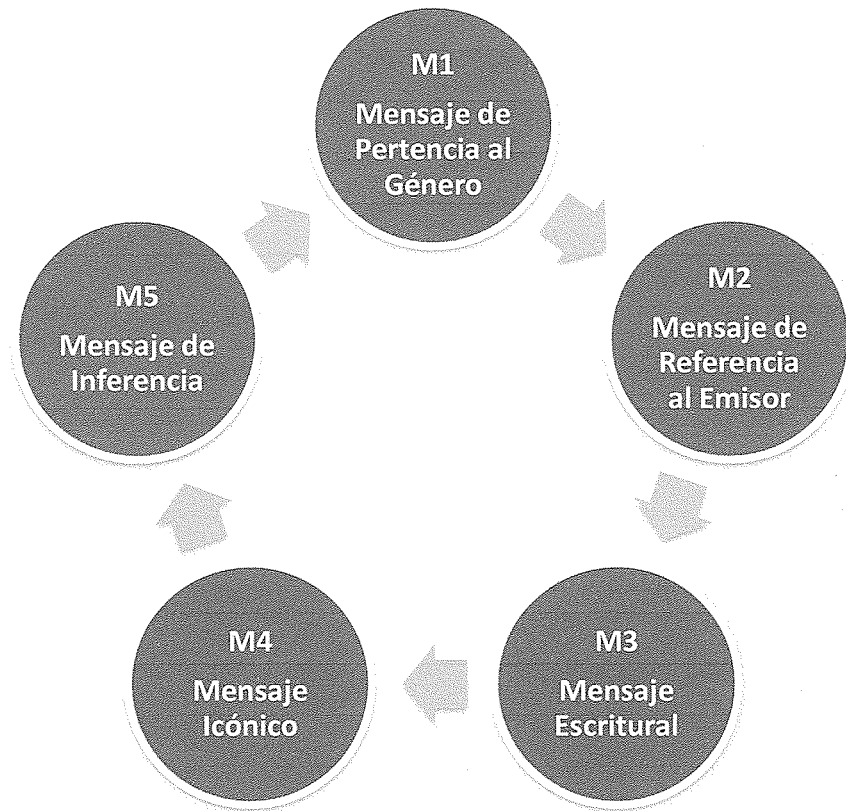 M1
Mensaje de
Pertencia al
Género
M2
Mensaje de
Referencia
al Emisor
M3
Mensaje
Escritural
M4
Mensaje
Icónico
M5
Mensaje de
Inferencia